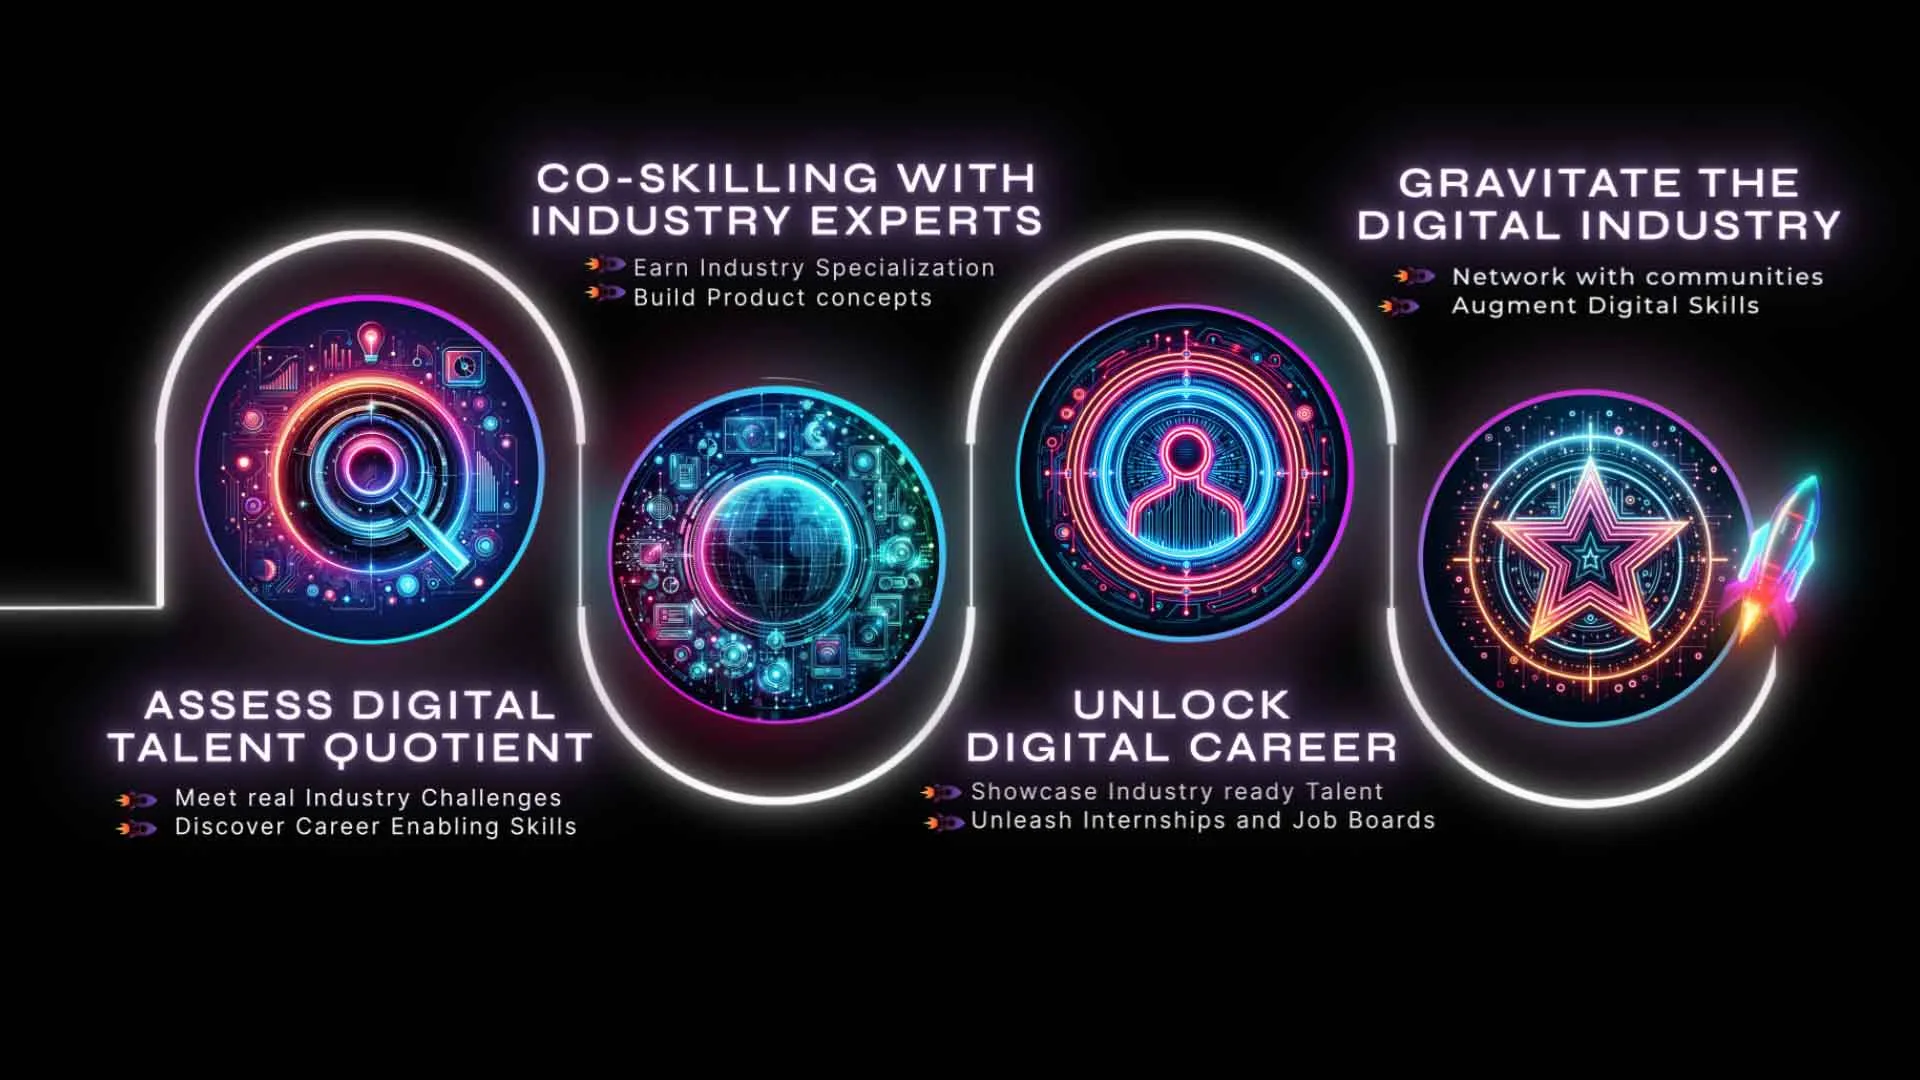 ASSESS DIGITAL
TALENT QUOTIENT
Meet real Industry Challenges
Discover Career Enabling Skills
CO-SKILLING WITH
INDUSTRY EXPERTS
Earn Industry Specialization
Build Product concepts
UNLOCK
DIGITAL CAREER
Showcase Industry ready Talent
Unleash Internships and Job Boards
GRAVITATE THE
DIGITAL INDUSTRY
Network with communities
Augment Digital Skills